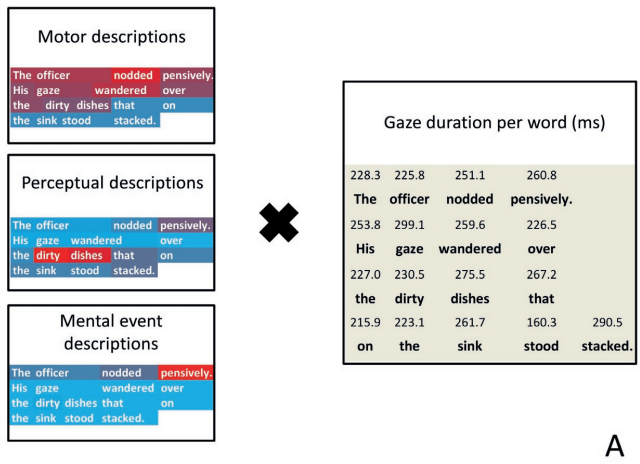 Motor descriptions
The officer nodded pensively.
His gaze wandered over
the dirty dishes that on
the sink stood stacked.
Perceptual descriptions
The officer nodded pensively.
His gaze wandered over
the dirty dishes that on
the sink stood stacked.
Mental event
descriptions
The officer nodded pensively.
His gaze wandered over
the dirty dishes that on
the sink stood stacked.
Gaze duration per word (ms)
228.3 225.8 251.1 260.8
The officer nodded pensively.
253.8 299.1 259.6 226.5
His gaze wandered over
227.0 230.5 275.5 267.2
the dirty dishes that
215.9 223.1 261.7 160.3 290.5
on the sink stood stacked.
A